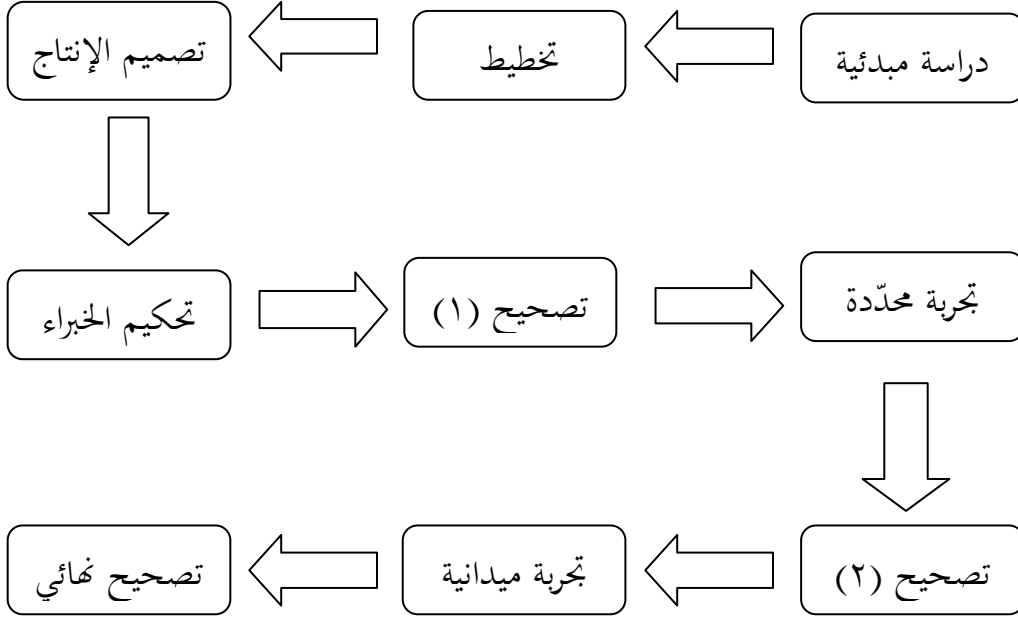 دراسة مبدئية
تخطيط
تصميم الإنتاج
تحكيم الخبراء
تصحيح (١)
تجربة محدّدة
تصحيح (٢)
تجربة ميدانية
تصحيح نهائي